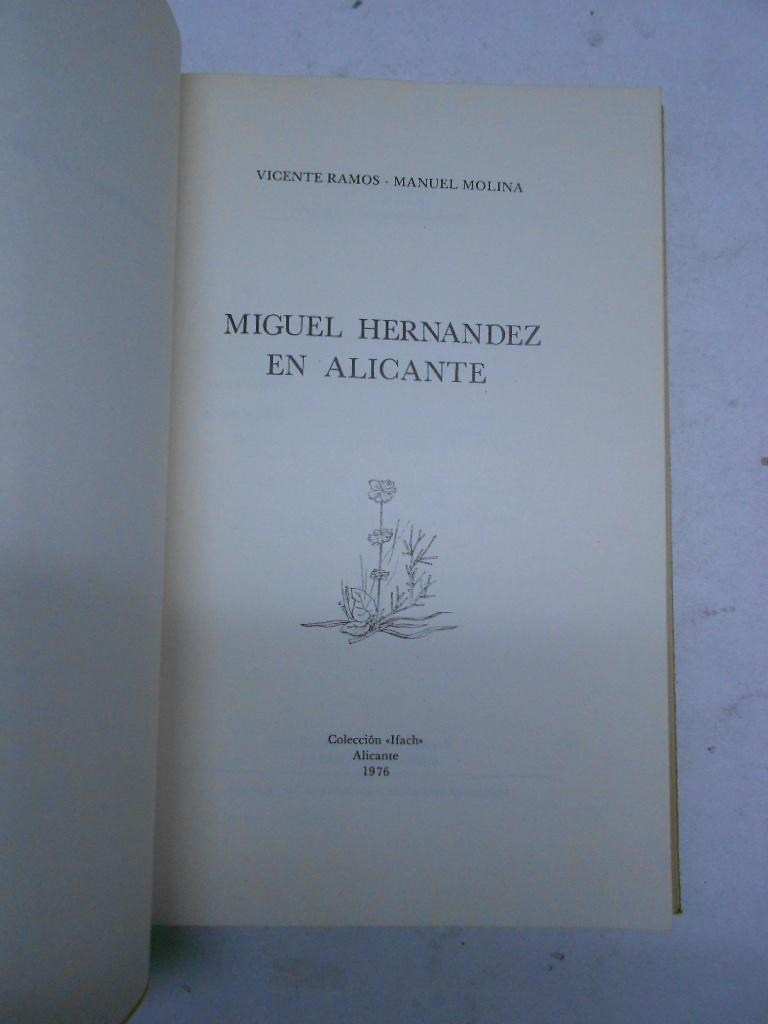 VICENTE RAMOS - MANUEL MOLINA
MIGUEL HERNANDEZ
EN ALICANTE
Colección «Ifach»
Alicante
1976